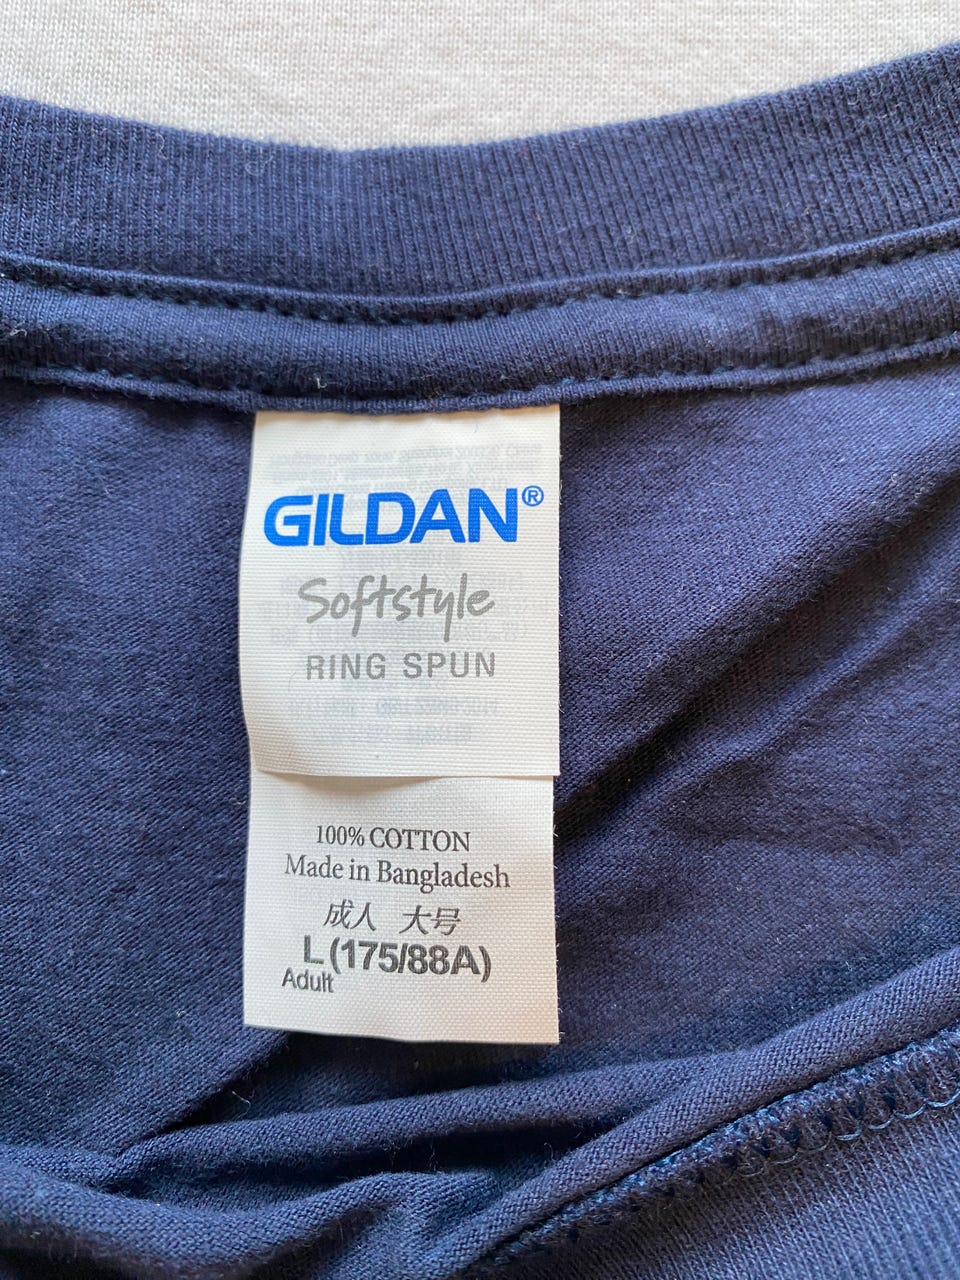 GILDAN®
Softstyle
RING SPUN
100% COTTON
Made in Bangladesh
成人 大号
L (175/88A)
Adult